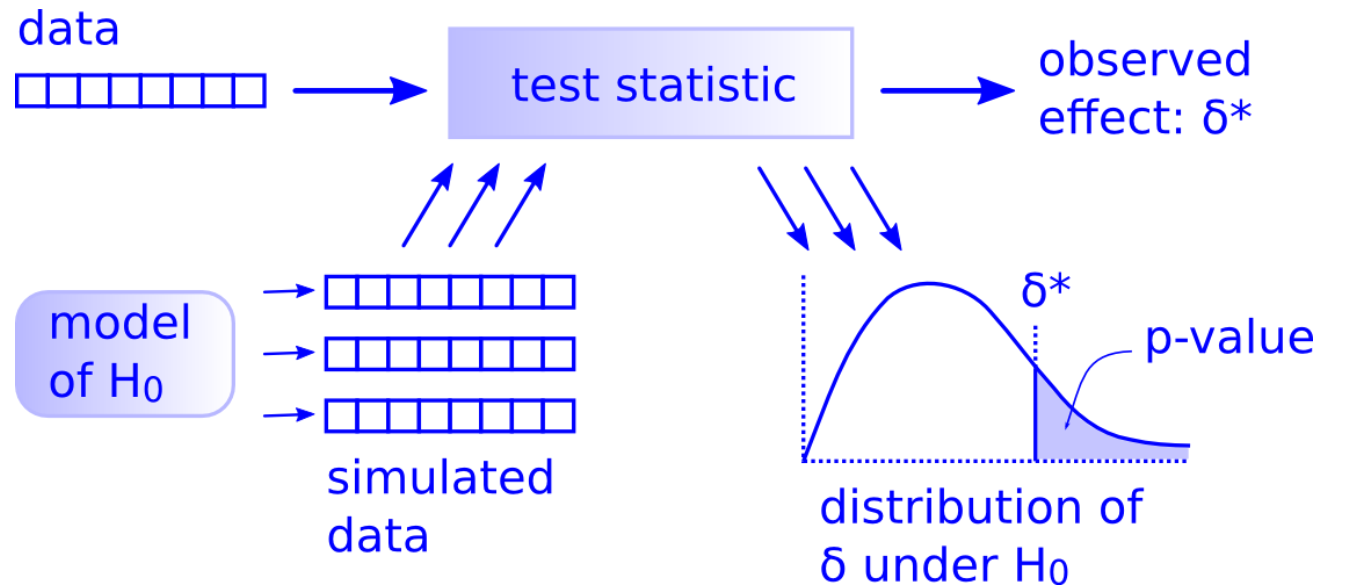 data
test statistic
observed
effect: δ*
model
of H₀
simulated
data
δ*
p-value
distribution of
δ under H₀